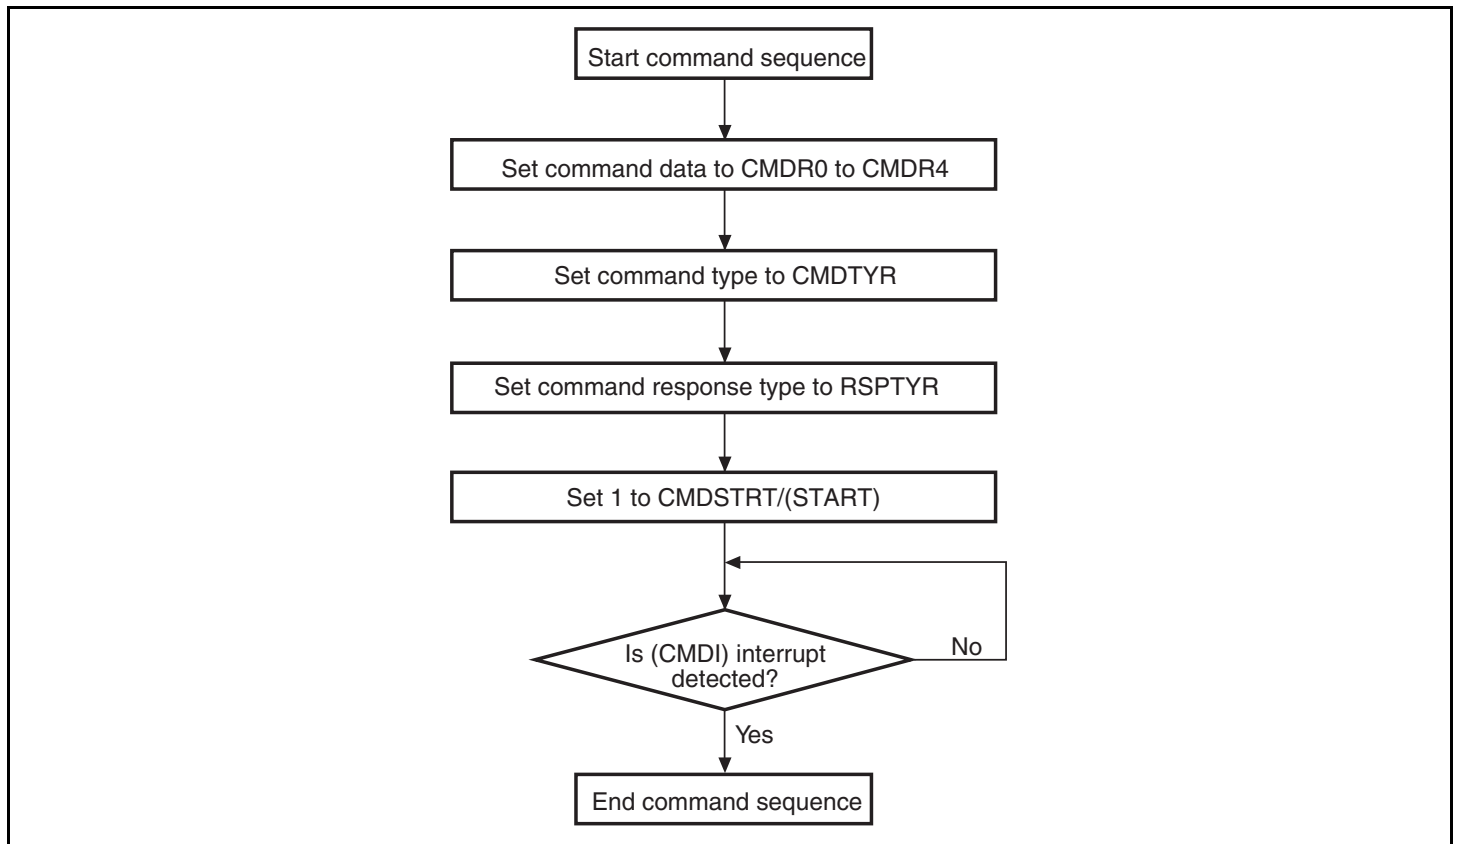 Start command sequence
Set command data to CMDR0 to CMDR4
Set command type to CMDTYR
Set command response type to RSPTYR
Set 1 to CMDSTRT/(START)
Is (CMDI) interrupt
detected?
No
Yes
End command sequence